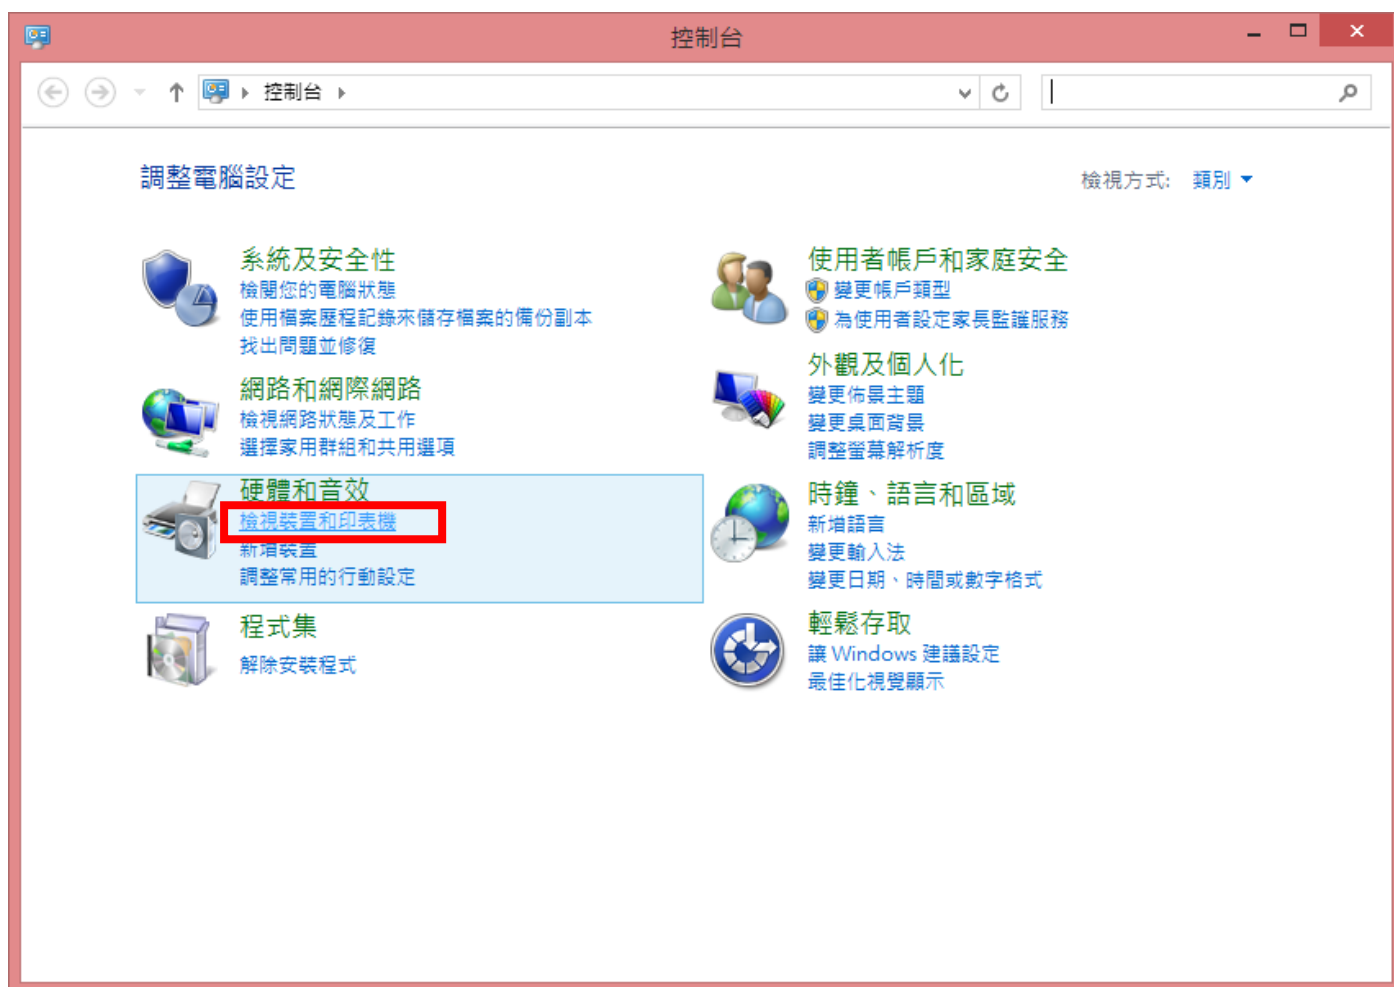 控制台
控制台
調整電腦設定
檢視方式: 類別
系統及安全性
檢閱您的電腦狀態
使用檔案歷程記錄來儲存檔案的備份副本
找出問題並修復
網路和網際網路
檢視網路狀態及工作
選擇家用群組和共用選項
硬體和音效
檢視裝置和印表機
新增裝置
調整常用的行動設定
程式集
解除安裝程式
使用者帳戶和家庭安全
變更帳戶類型
為使用者設定家長監護服務
外觀及個人化
變更佈景主題
變更桌面背景
調整螢幕解析度
時鐘、語言和區域
新增語言
變更輸入法
變更日期、時間或數字格式
輕鬆存取
讓 Windows 建議設定
最佳化視覺顯示